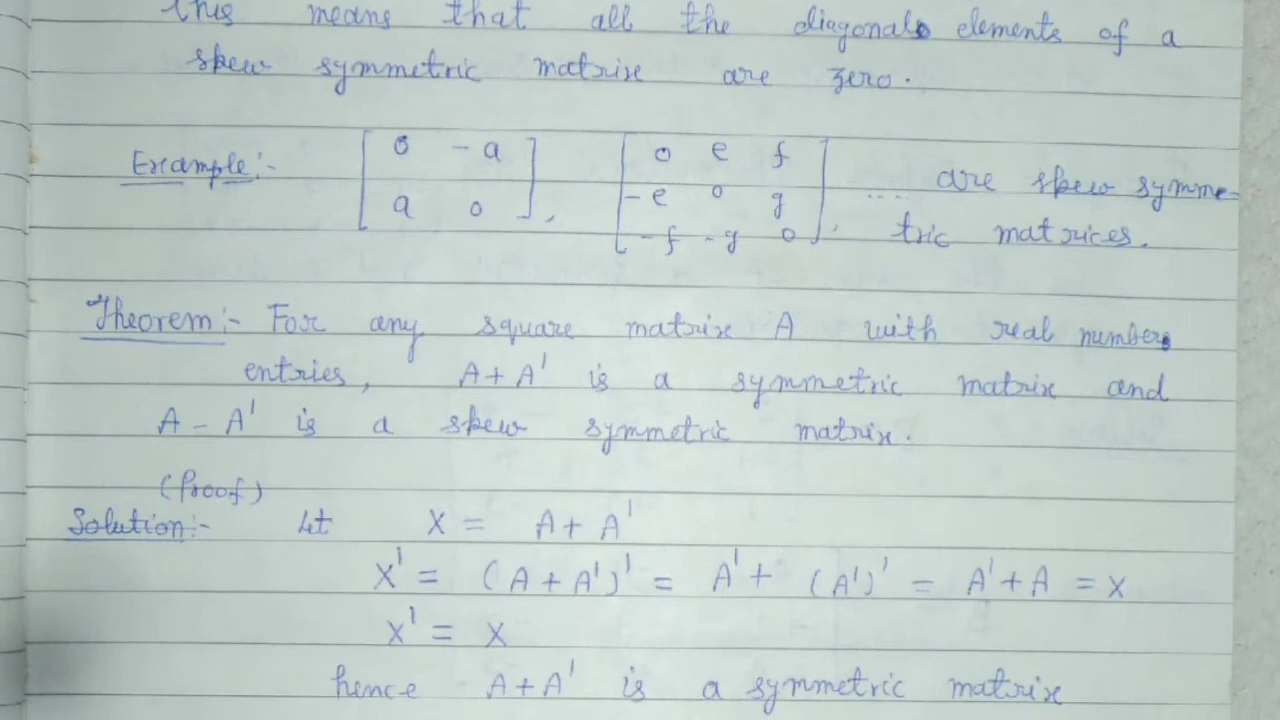 This means that all the diagonals elements of a
skew symmetric matrix are zero.
Example:- [0 -a; a 0], [0 e f; -e 0 g; -f -g 0], .... are skew symme-
tric matrices.
Theorem:- For any square matrix A with real numbers
entries, A+A' is a symmetric matrix and
A-A' is a skew symmetric matrix.
(Proof)
Solution:- Let X = A+A'
X' = (A+A')' = A'+ (A')' = A'+A = X
X' = X
hence A+A' is a symmetric matrix